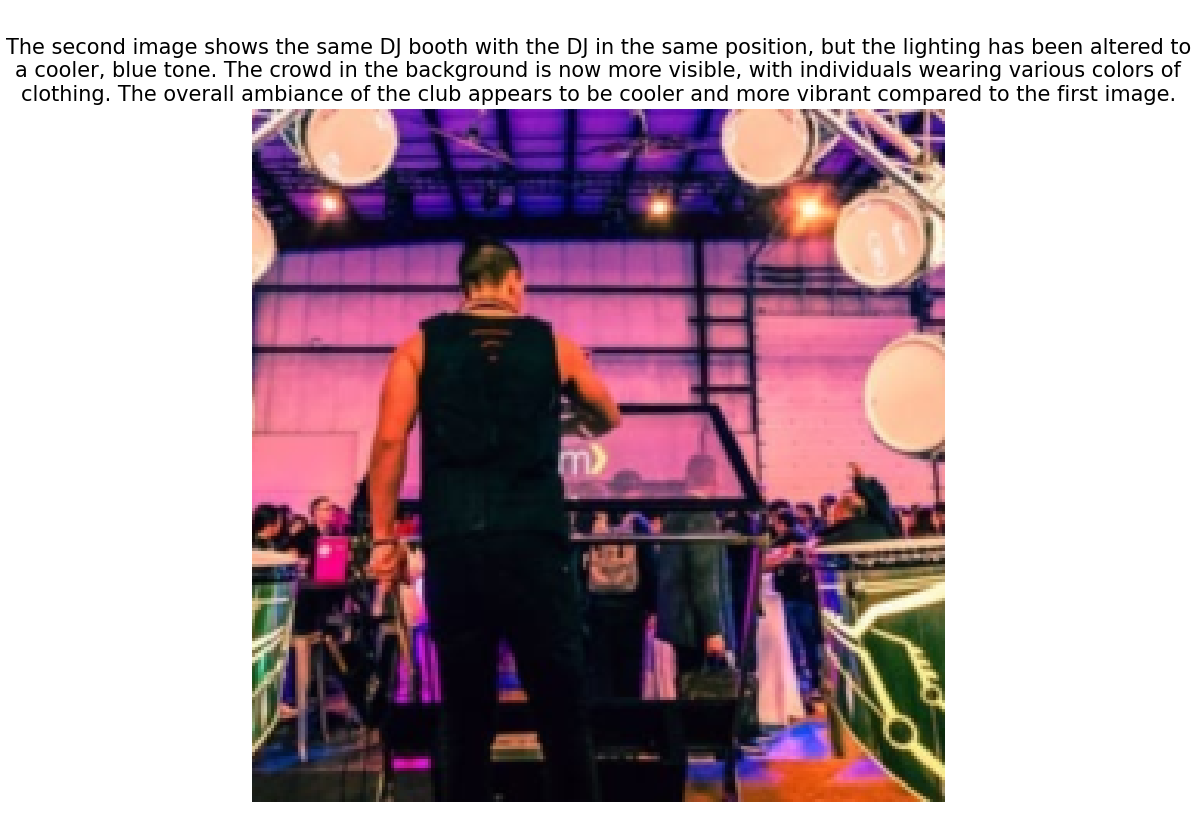 The second image shows the same DJ booth with the DJ in the same position, but the lighting has been altered to
a cooler, blue tone. The crowd in the background is now more visible, with individuals wearing various colors of
clothing. The overall ambiance of the club appears to be cooler and more vibrant compared to the first image.
m)